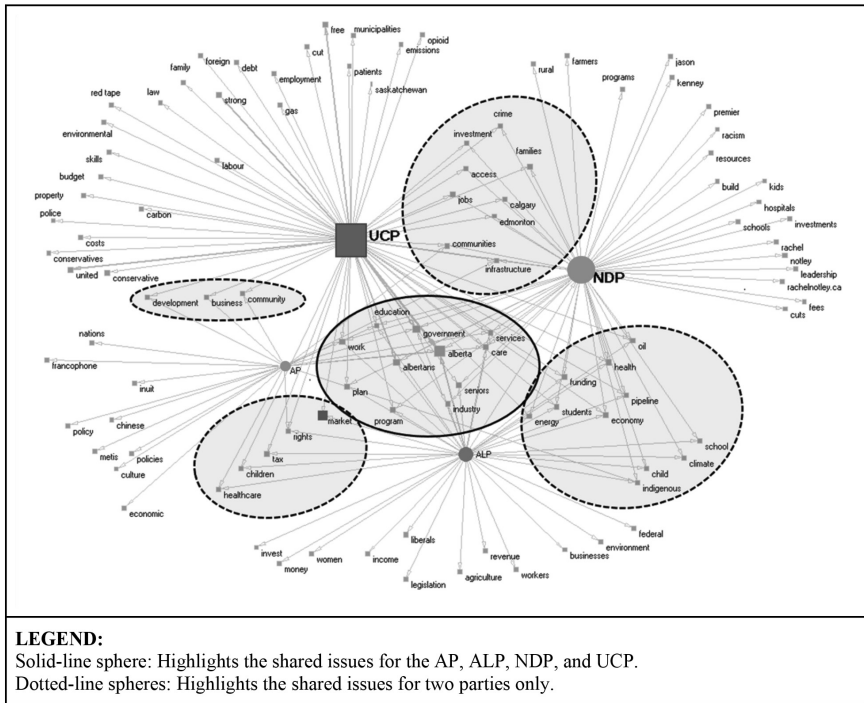 free
municipalities
opioid
cut
emissions
foreign
debt
patients
family
employment
saskatchewan
farmers
jason
rural
programs
kenney
red tape
law
strong
gas
premier
environmental
crime
racism
investment
families
skills
labour
resources
access
budget
build
kids
property
jobs
calgary
hospitals
police
carbon
edmonton
schools
investments
costs
UCP
communities
rachel
conservatives
infrastructure
notley
united
conservative
NDP
leadership
rachelnotley.ca
development
business
community
fees
cuts
education
nations
government
services
oil
work
alberta
care
francophone
AP
albertans
health
inuit
plan
seniors
funding
pipeline
program
industry
students
economy
policy
chinese
market
energy
rights
school
metis
policies
tax
ALP
climate
culture
children
child
healthcare
indigenous
economic
liberals
federal
invest
women
income
revenue
environment
money
businesses
legislation
agriculture
workers
LEGEND:
Solid-line sphere: Highlights the shared issues for the AP, ALP, NDP, and UCP.
Dotted-line spheres: Highlights the shared issues for two parties only.